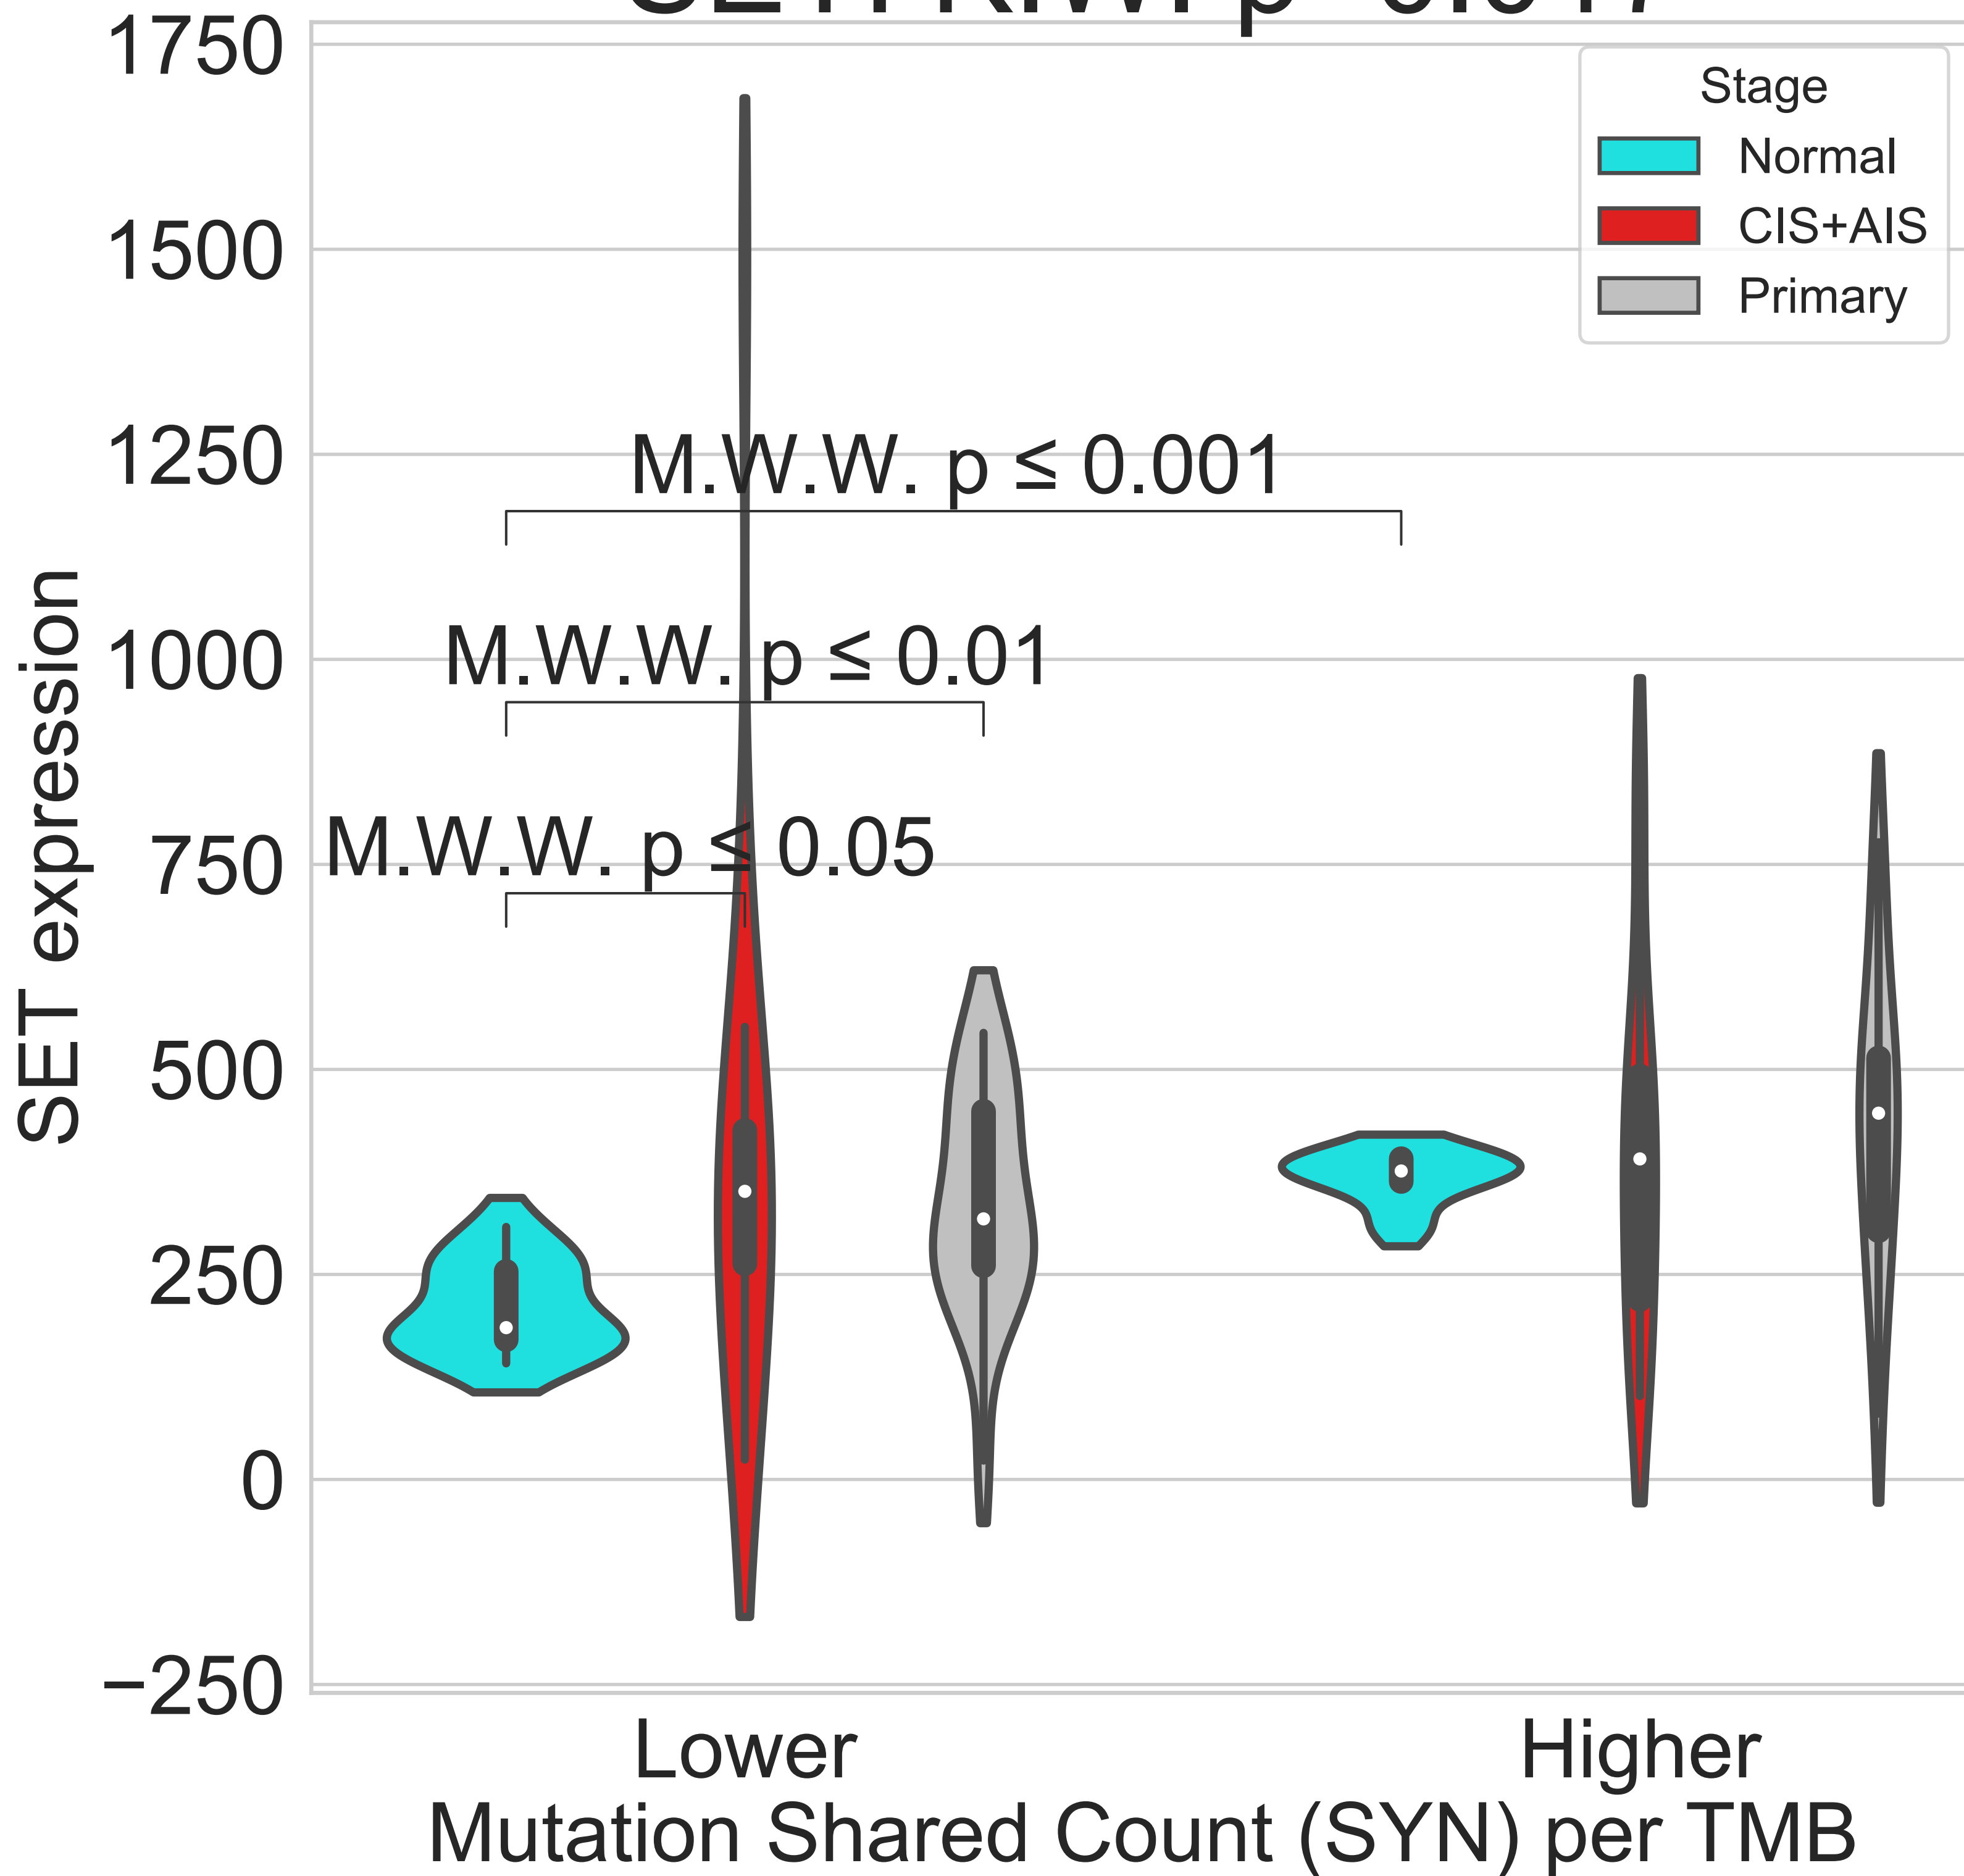 1750
1500
1250
1000
750
500
250
0
−250
SET expression
Stage
Normal
CIS+AIS
Primary
M.W.W. p ≤ 0.001
M.W.W. p ≤ 0.01
M.W.W. p ≤ 0.05
Lower
Higher
Mutation Shared Count (SYN) per TMB